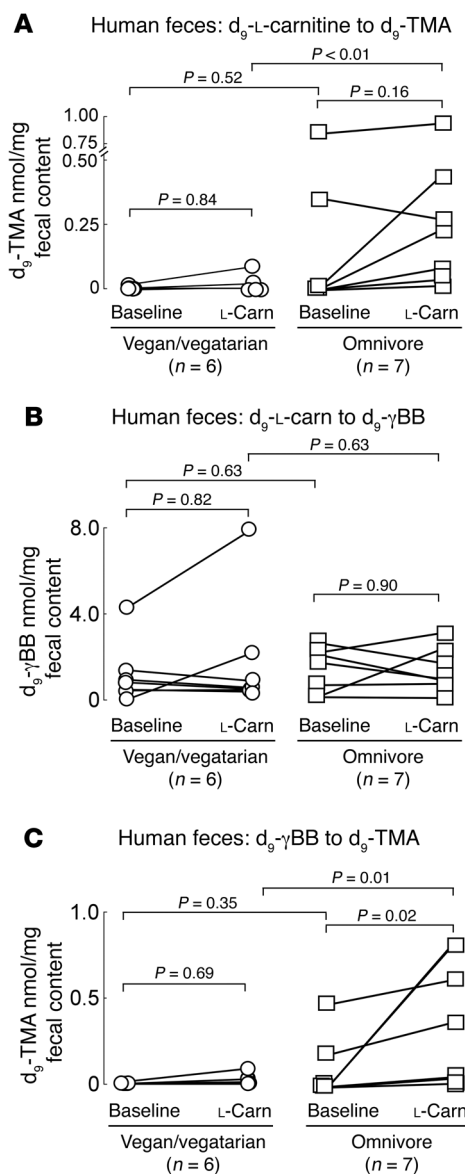 A Human feces: d9-L-carnitine to d9-TMA
P < 0.01
P = 0.52
P = 0.16
1.00
0.75
0.50
P = 0.84
0.25
0
d9-TMA nmol/mg
fecal content
Baseline L-Carn Baseline L-Carn
Vegan/vegatarian Omnivore
(n = 6) (n = 7)
B Human feces: d9-L-carn to d9-γBB
P = 0.63
P = 0.63
P = 0.82
8.0
P = 0.90
4.0
0
d9-γBB nmol/mg
fecal content
Baseline L-Carn Baseline L-Carn
Vegan/vegatarian Omnivore
(n = 6) (n = 7)
C Human feces: d9-γBB to d9-TMA
P = 0.01
P = 0.35
P = 0.02
1.0
P = 0.69
0.5
0
d9-TMA nmol/mg
fecal content
Baseline L-Carn Baseline L-Carn
Vegan/vegatarian Omnivore
(n = 6) (n = 7)